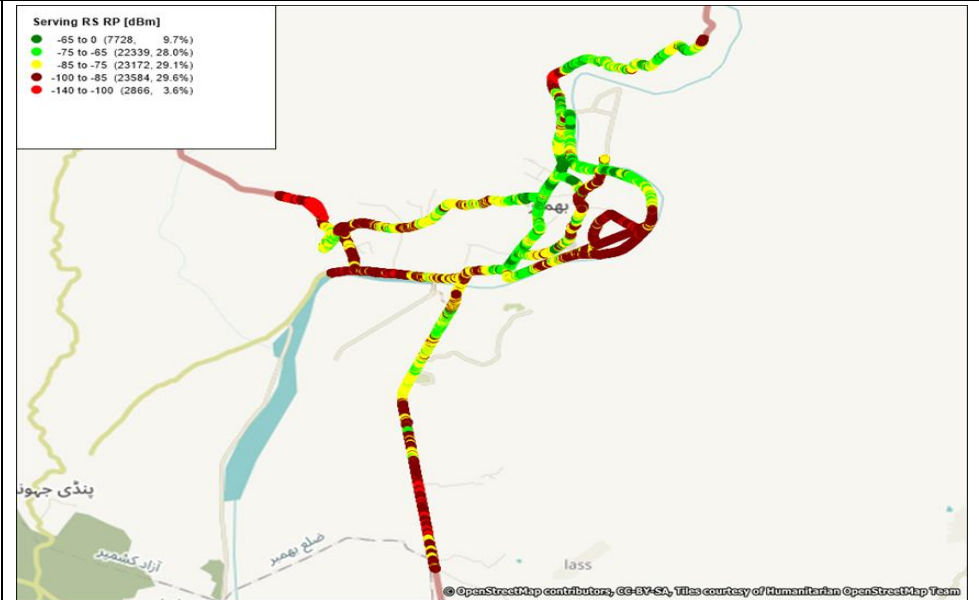 Serving RS RP [dBm]
-65 to 0 (7728, 9.7%)
-75 to -65 (22339, 28.0%)
-85 to -75 (23172, 29.1%)
-100 to -85 (23584, 29.6%)
-140 to -100 (2866, 3.6%)
بھمبر
پنڈی جہونجہ
آزاد کشمیر
ضلع بھمبر
lass
© OpenStreetMap contributors, CC-BY-SA, Tiles courtesy of Humanitarian OpenStreetMap Team